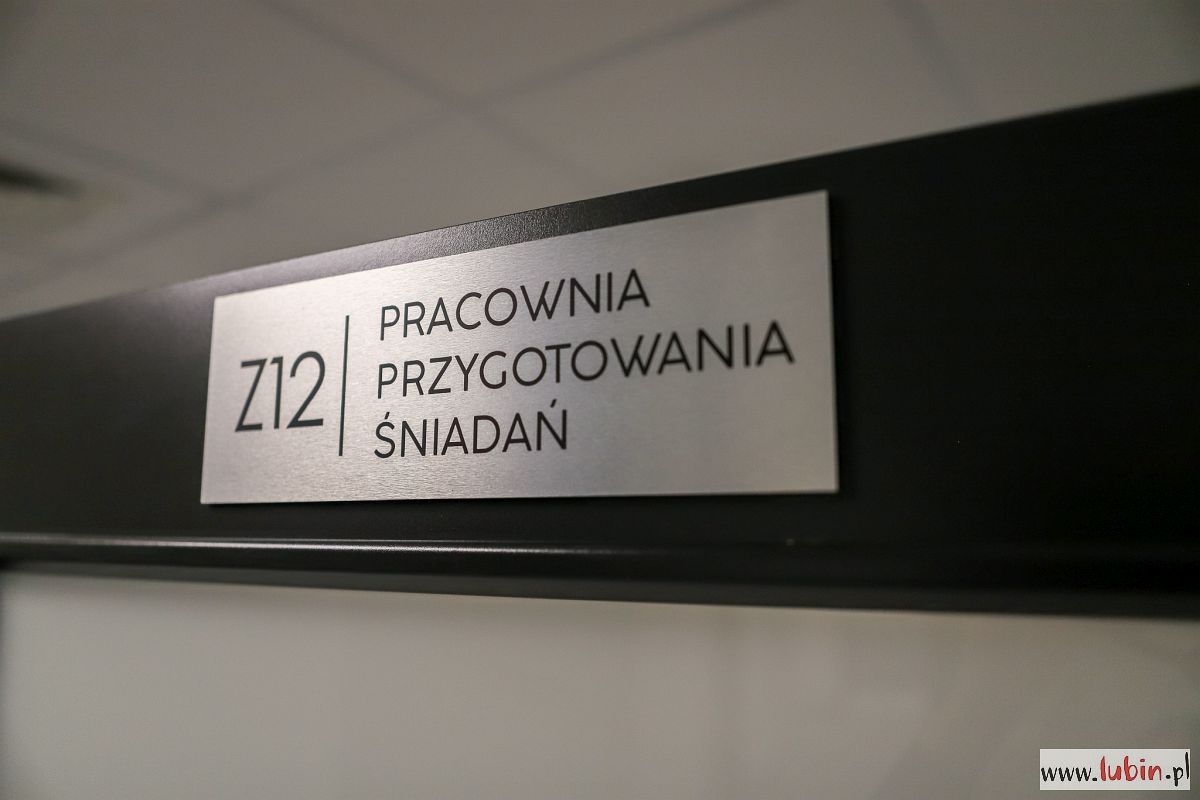 Z12
PRACOWNIA
PRZYGOTOWANIA
ŚNIADAŃ
www.lubin.pl